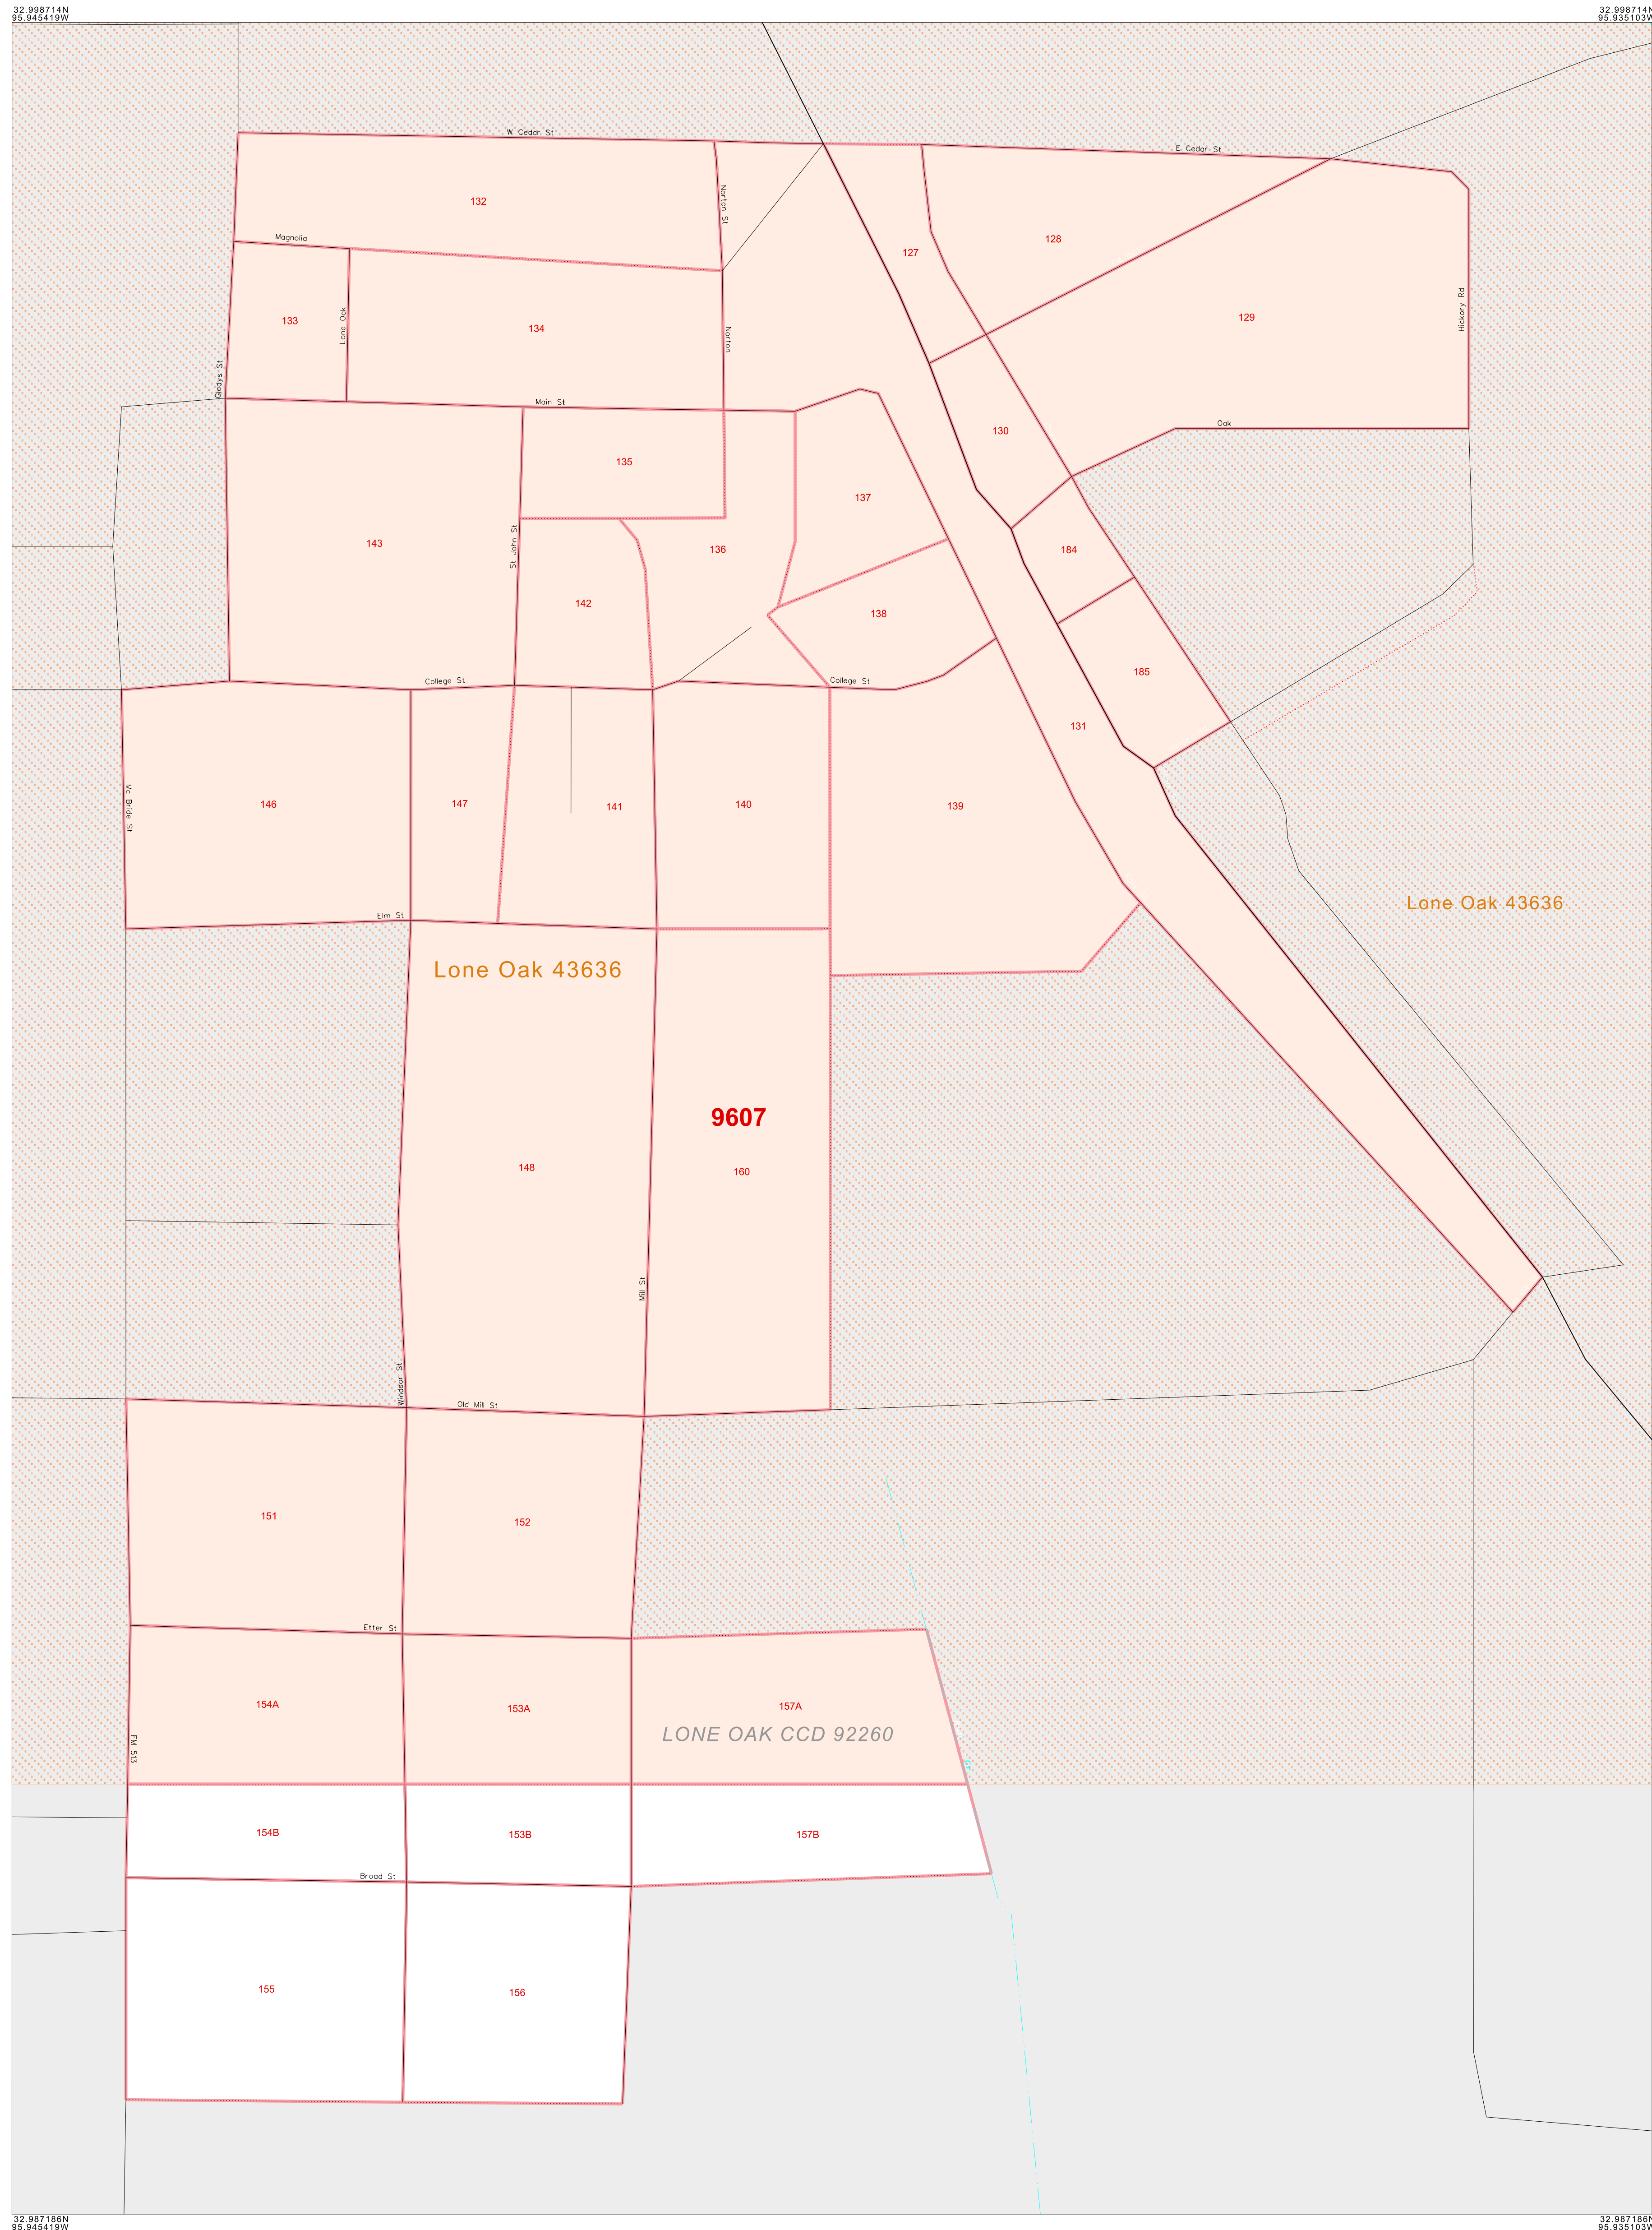 32.998714N
95.945419W
32.998714N
95.935103W
W Cedar St
E Cedar St
132
Norton St
128
127
Magnolia
133
Lone Oak
134
Norton
129
Hickory Rd
Gladys St
Main St
Oak
130
135
137
143
St John St
136
184
142
138
185
College St
College St
131
Mc Bride St
146
147
141
140
139
Elm St
Lone Oak 43636
Lone Oak 43636
9607
148
160
Mill St
Windsor St
Old Mill St
151
152
Etter St
154A
153A
157A
LONE OAK CCD 92260
FM 513
154B
153B
157B
Broad St
155
156
32.987186N
95.945419W
32.987186N
95.935103W